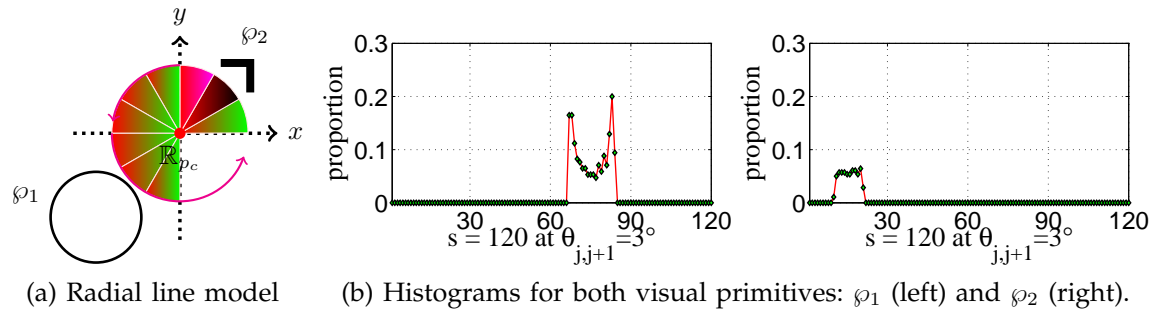 y
℘2
x
ℝpc
℘1
(a) Radial line model
proportion
0.3
0.2
0.1
0
30 60 90 120
s = 120 at θj,j+1=3°
proportion
0.3
0.2
0.1
0
30 60 90 120
s = 120 at θj,j+1=3°
(b) Histograms for both visual primitives: ℘1 (left) and ℘2 (right).